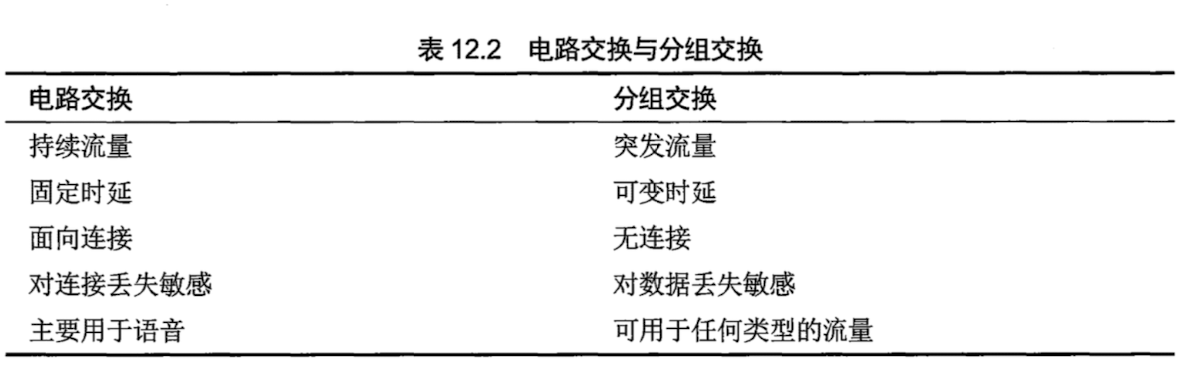 表 12.2 电路交换与分组交换
电路交换 分组交换
持续流量 突发流量
固定时延 可变时延
面向连接 无连接
对连接丢失敏感 对数据丢失敏感
主要用于语音 可用于任何类型的流量